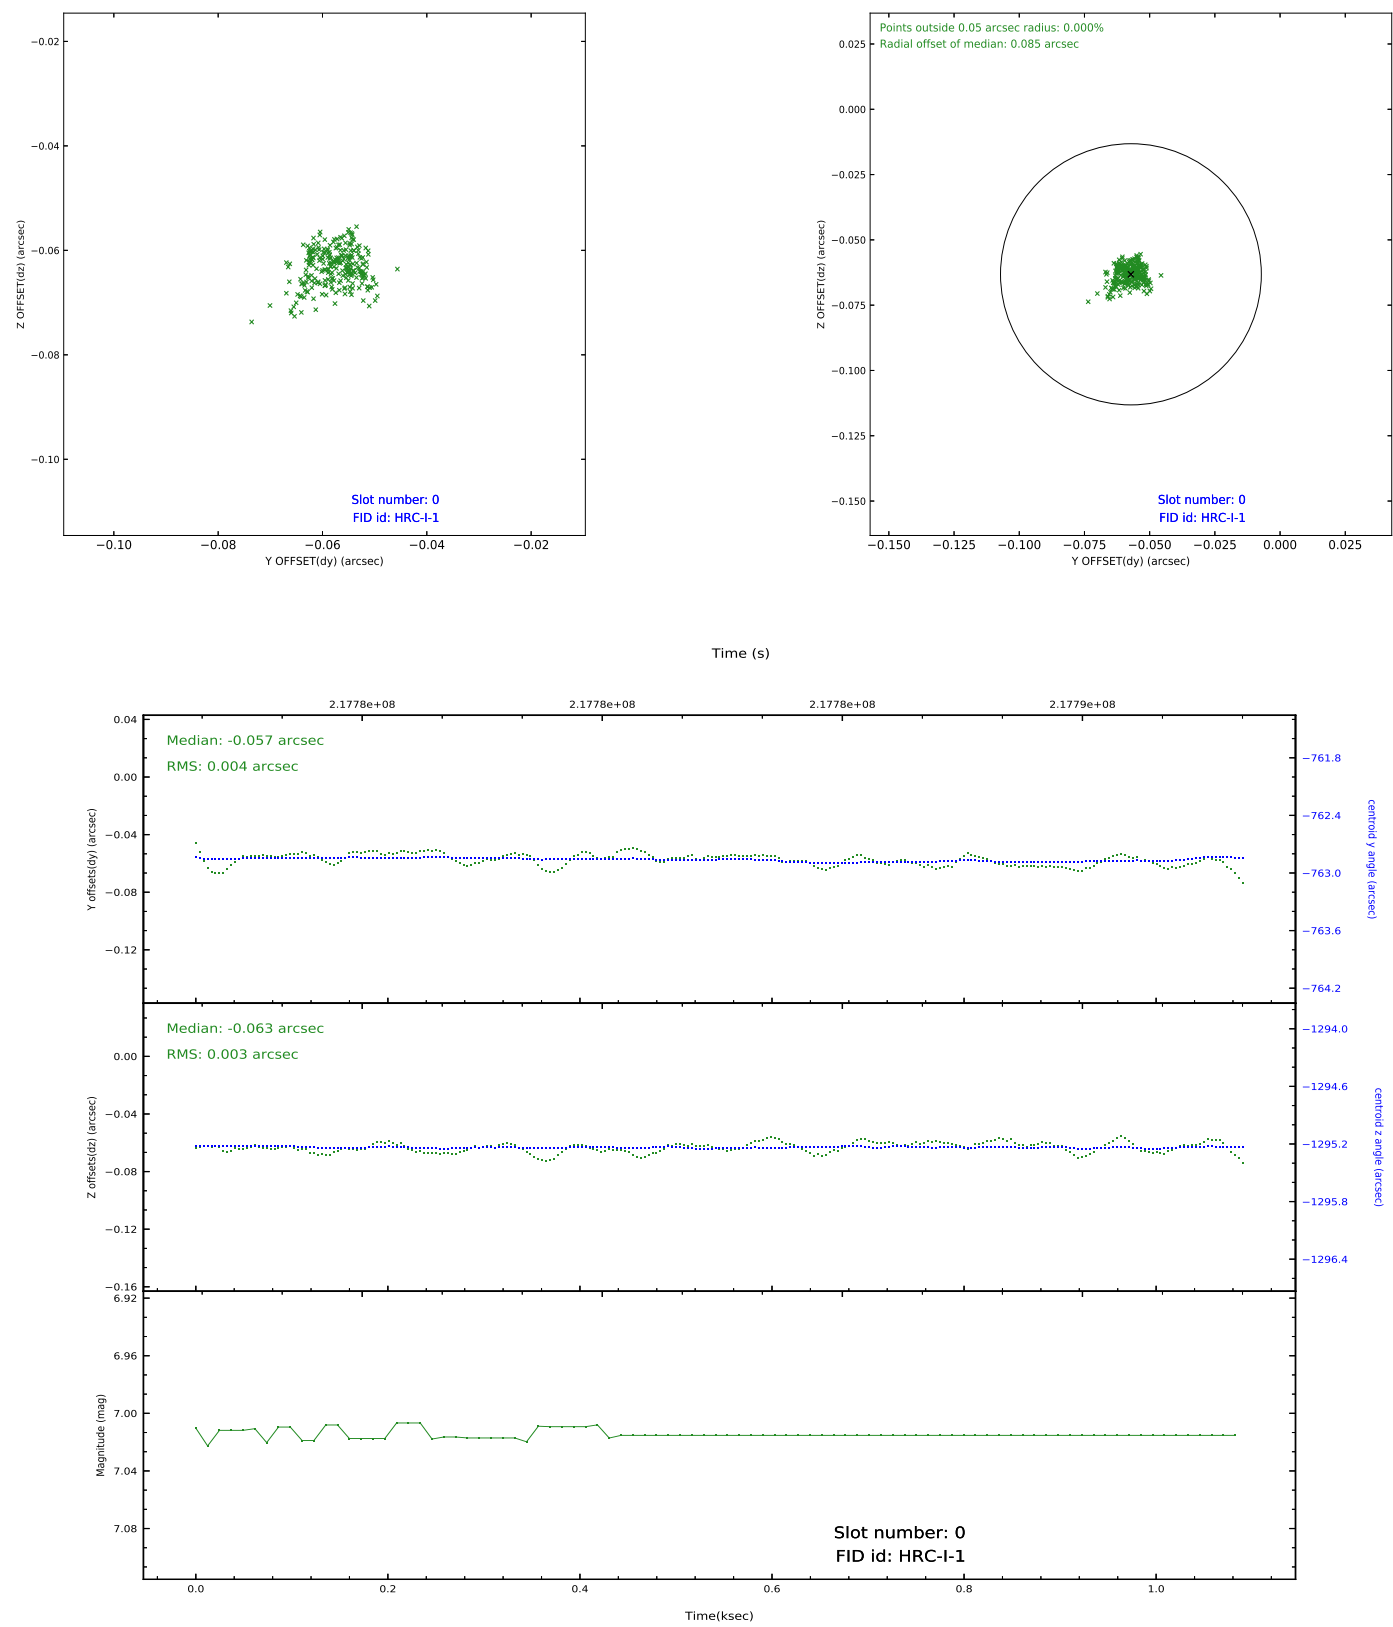 −0.02
−0.04
−0.06
−0.08
−0.10
Z OFFSET(dz) (arcsec)
Slot number: 0
FID id: HRC-I-1
−0.10
−0.08
−0.06
−0.04
−0.02
Y OFFSET(dy) (arcsec)
Points outside 0.05 arcsec radius: 0.000%
Radial offset of median: 0.085 arcsec
0.025
0.000
−0.025
−0.050
−0.075
−0.100
−0.125
−0.150
Z OFFSET(dz) (arcsec)
Slot number: 0
FID id: HRC-I-1
−0.150
−0.125
−0.100
−0.075
−0.050
−0.025
0.000
0.025
Y OFFSET(dy) (arcsec)
Time (s)
2.1778e+08
2.1778e+08
2.1778e+08
2.1779e+08
Median: -0.057 arcsec
RMS: 0.004 arcsec
0.04
0.00
−0.04
−0.08
−0.12
Y offsets(dy) (arcsec)
−761.8
−762.4
−763.0
−763.6
−764.2
centroid y angle (arcsec)
Median: -0.063 arcsec
RMS: 0.003 arcsec
0.00
−0.04
−0.08
−0.12
−0.16
Z offsets(dz) (arcsec)
−1294.0
−1294.6
−1295.2
−1295.8
−1296.4
centroid z angle (arcsec)
6.92
6.96
7.00
7.04
7.08
Magnitude (mag)
Slot number: 0
FID id: HRC-I-1
0.0
0.2
0.4
0.6
0.8
1.0
Time(ksec)